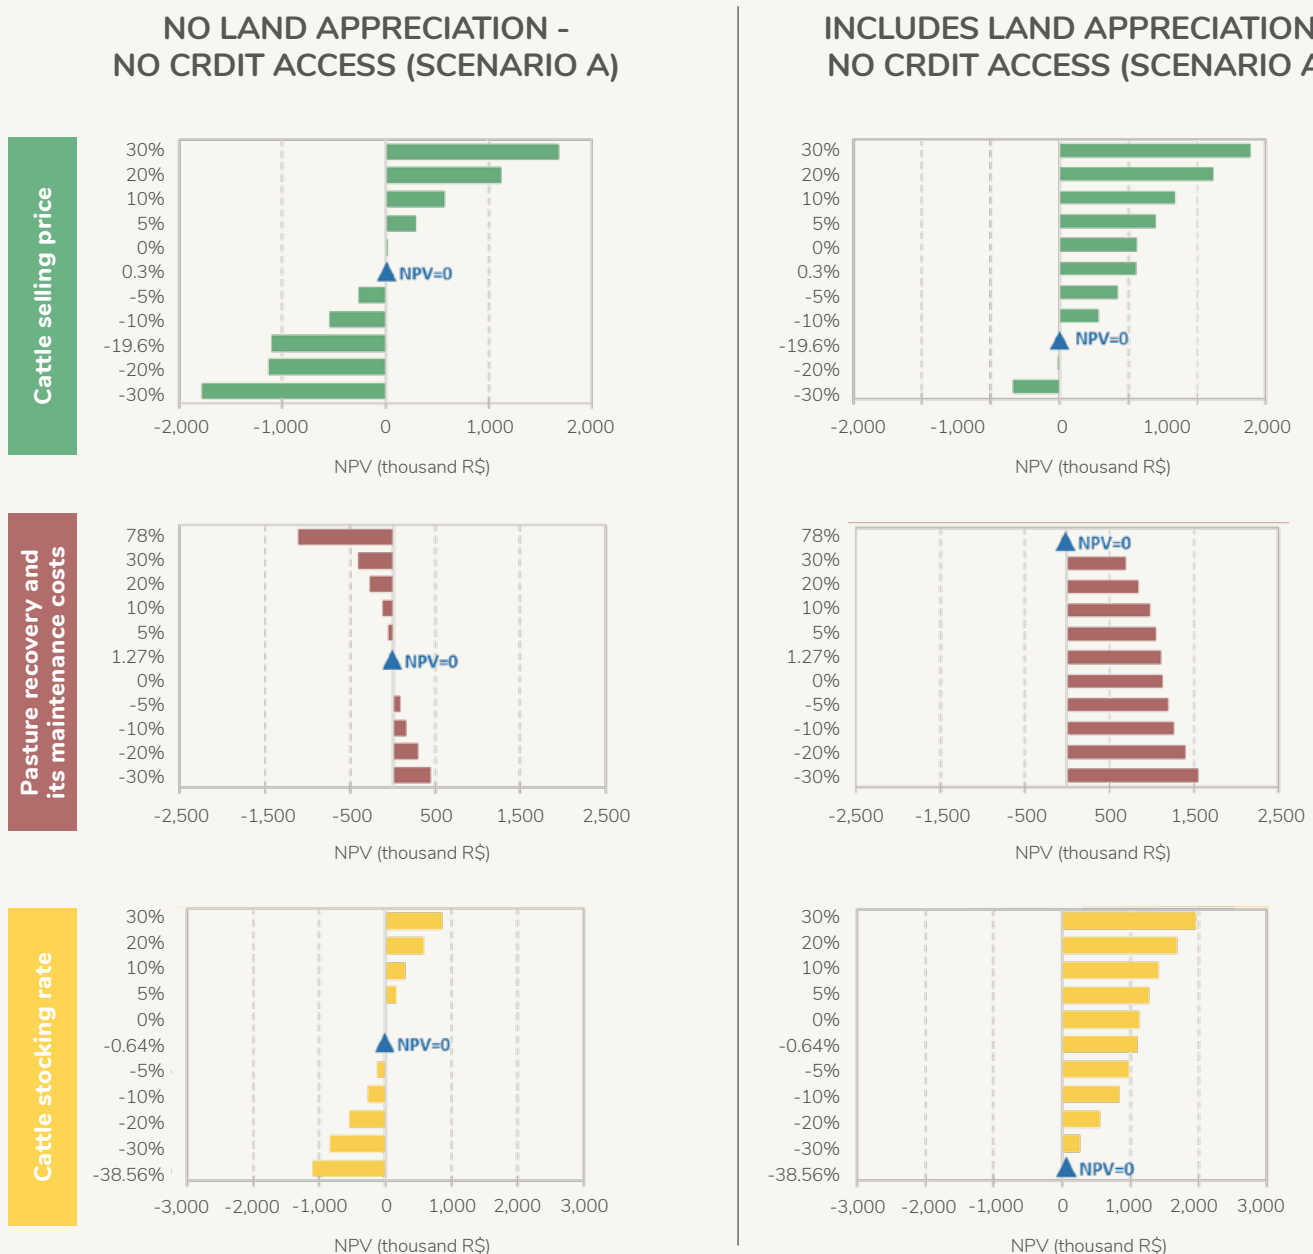 NO LAND APPRECIATION -
NO CRDIT ACCESS (SCENARIO A)
INCLUDES LAND APPRECIATION
NO CRDIT ACCESS (SCENARIO A
Cattle selling price
30%
20%
10%
5%
0%
0.3%
-5%
-10%
-19.6%
-20%
-30%
NPV=0
-2,000 -1,000 0 1,000 2,000
NPV (thousand R$)
30%
20%
10%
5%
0%
0.3%
-5%
-10%
-19.6%
-20%
-30%
NPV=0
-2,000 -1,000 0 1,000 2,000
NPV (thousand R$)
Pasture recovery and
its maintenance costs
78%
30%
20%
10%
5%
1.27%
0%
-5%
-10%
-20%
-30%
NPV=0
-2,500 -1,500 -500 500 1,500 2,500
NPV (thousand R$)
78%
30%
20%
10%
5%
1.27%
0%
-5%
-10%
-20%
-30%
NPV=0
-2,500 -1,500 -500 500 1,500 2,500
NPV (thousand R$)
Cattle stocking rate
30%
20%
10%
5%
0%
-0.64%
-5%
-10%
-20%
-30%
-38.56%
NPV=0
-3,000 -2,000 -1,000 0 1,000 2,000 3,000
NPV (thousand R$)
30%
20%
10%
5%
0%
-0.64%
-5%
-10%
-20%
-30%
-38.56%
NPV=0
-3,000 -2,000 -1,000 0 1,000 2,000 3,000
NPV (thousand R$)